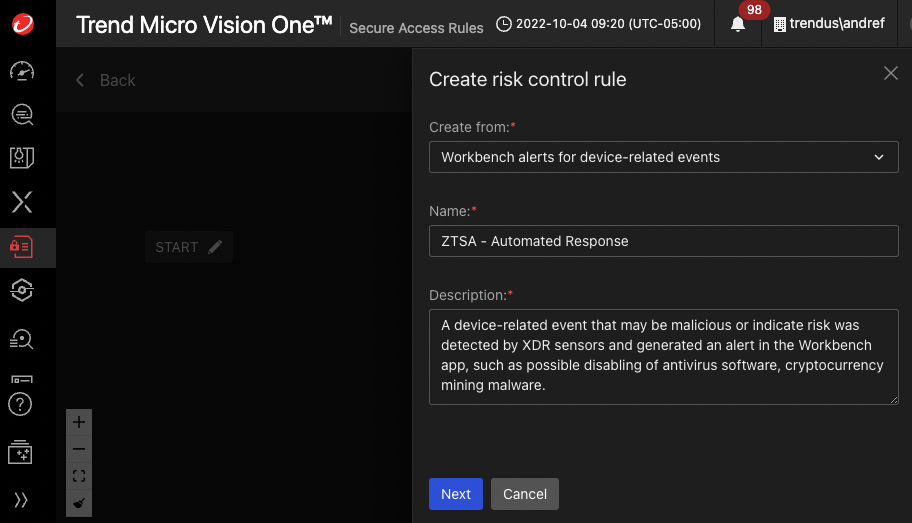 Trend Micro Vision One™
Secure Access Rules
2022-10-04 09:20 (UTC-05:00)
98
trendus\andref
Back
START
Create risk control rule
Create from:*
Workbench alerts for device-related events
Name:*
ZTSA - Automated Response
Description:*
A device-related event that may be malicious or indicate risk was
detected by XDR sensors and generated an alert in the Workbench
app, such as possible disabling of antivirus software, cryptocurrency
mining malware.
Next
Cancel